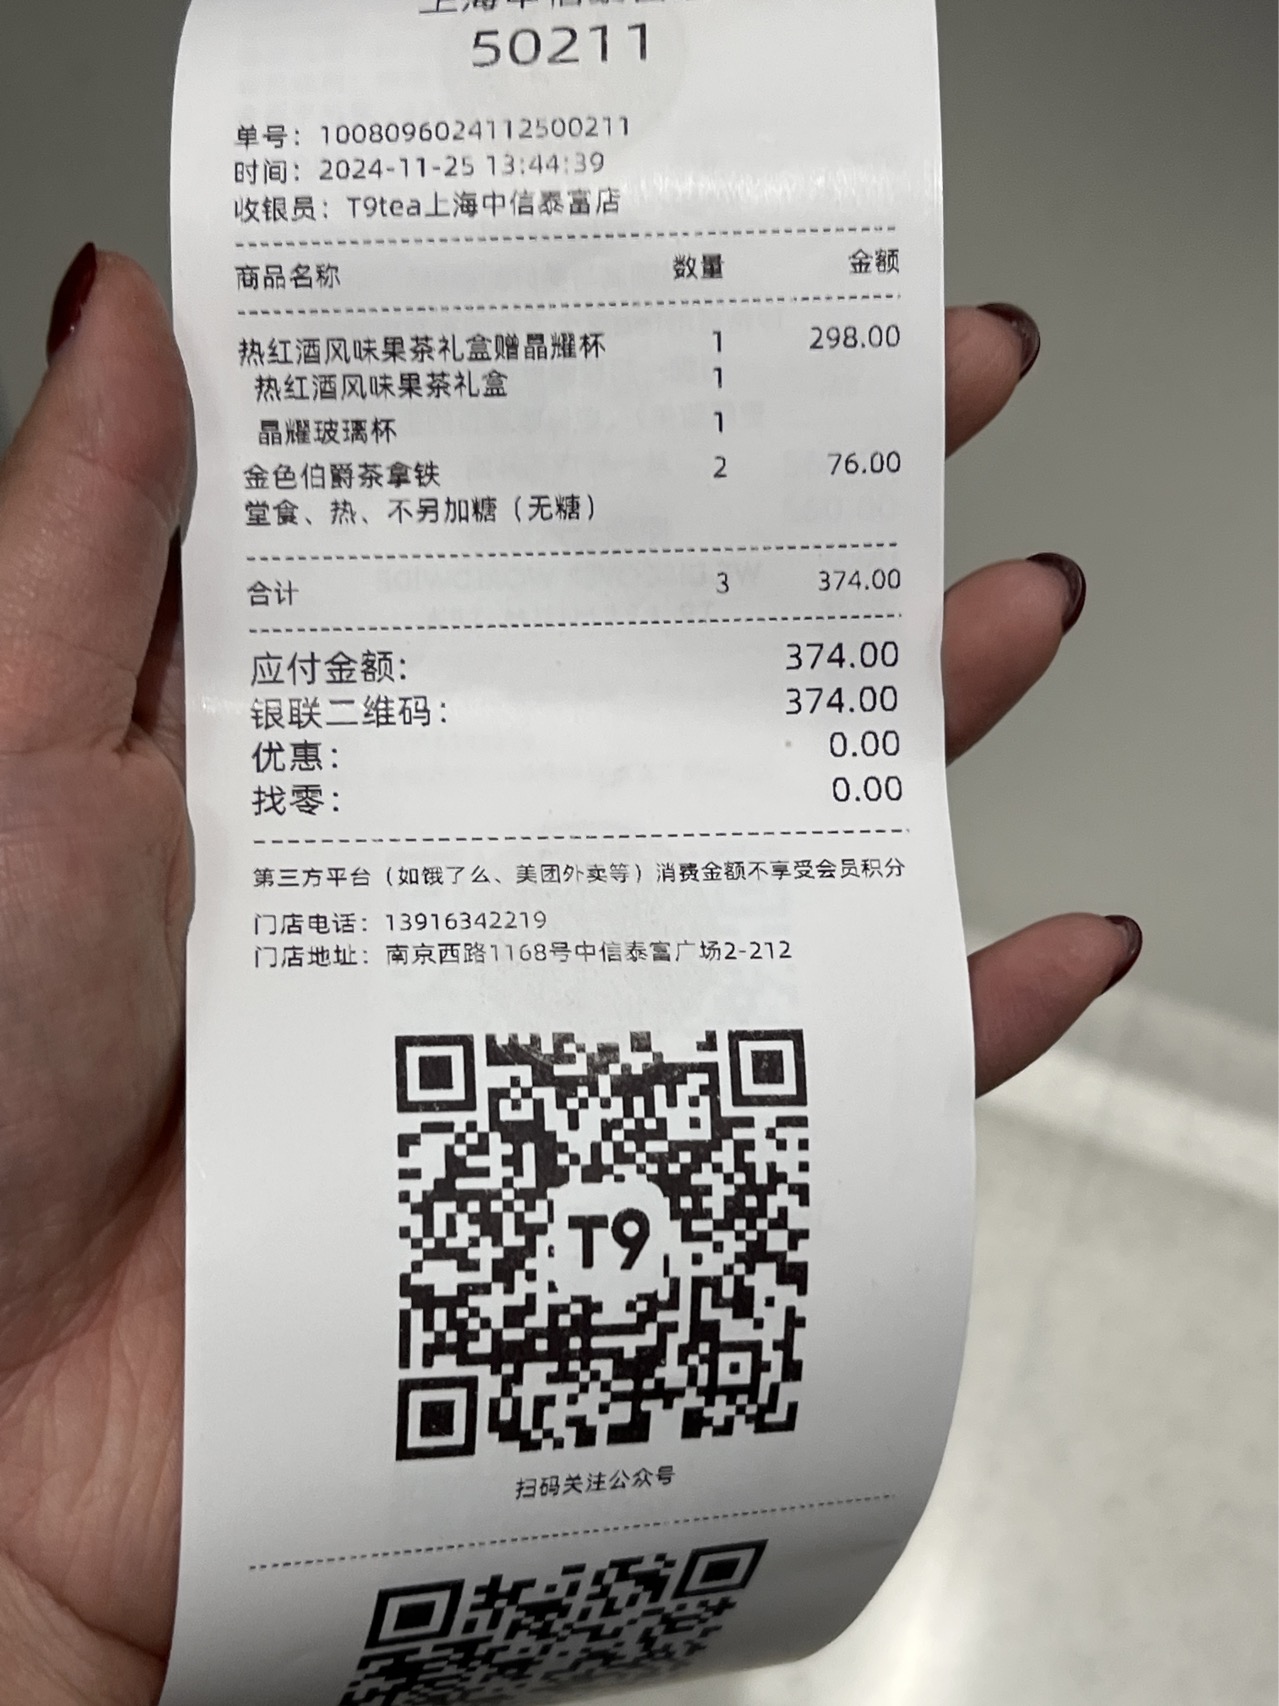 50211
单号：1008096024112500211
时间：2024-11-25 13:44:39
收银员：T9tea上海中信泰富店
商品名称 数量 金额
热红酒风味果茶礼盒赠晶耀杯 1 298.00
热红酒风味果茶礼盒 1
晶耀玻璃杯 1
金色伯爵茶拿铁 2 76.00
堂食、热、不另加糖（无糖）
合计 3 374.00
应付金额: 374.00
银联二维码: 374.00
优惠: 0.00
找零: 0.00
第三方平台（如饿了么、美团外卖等）消费金额不享受会员积分
门店电话：13916342219
门店地址：南京西路1168号中信泰富广场2-212
T9
扫码关注公众号